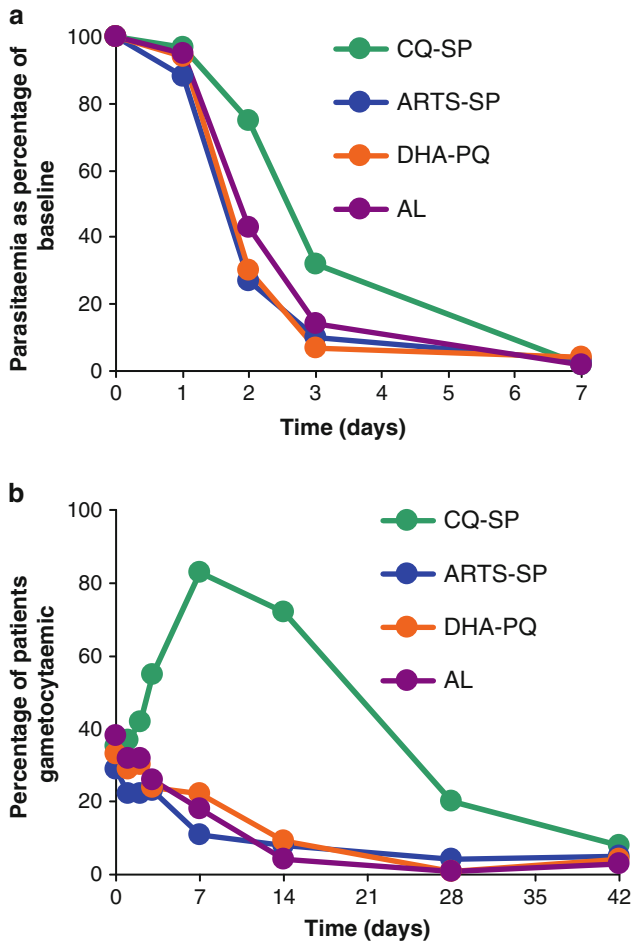 a
Parasitaemia as percentage of
baseline
100
80
60
40
20
0
CQ-SP
ARTS-SP
DHA-PQ
AL
0 1 2 3 4 5 6 7
Time (days)
b
Percentage of patients
gametocytaemic
100
80
60
40
20
0
CQ-SP
ARTS-SP
DHA-PQ
AL
0 7 14 21 28 35 42
Time (days)